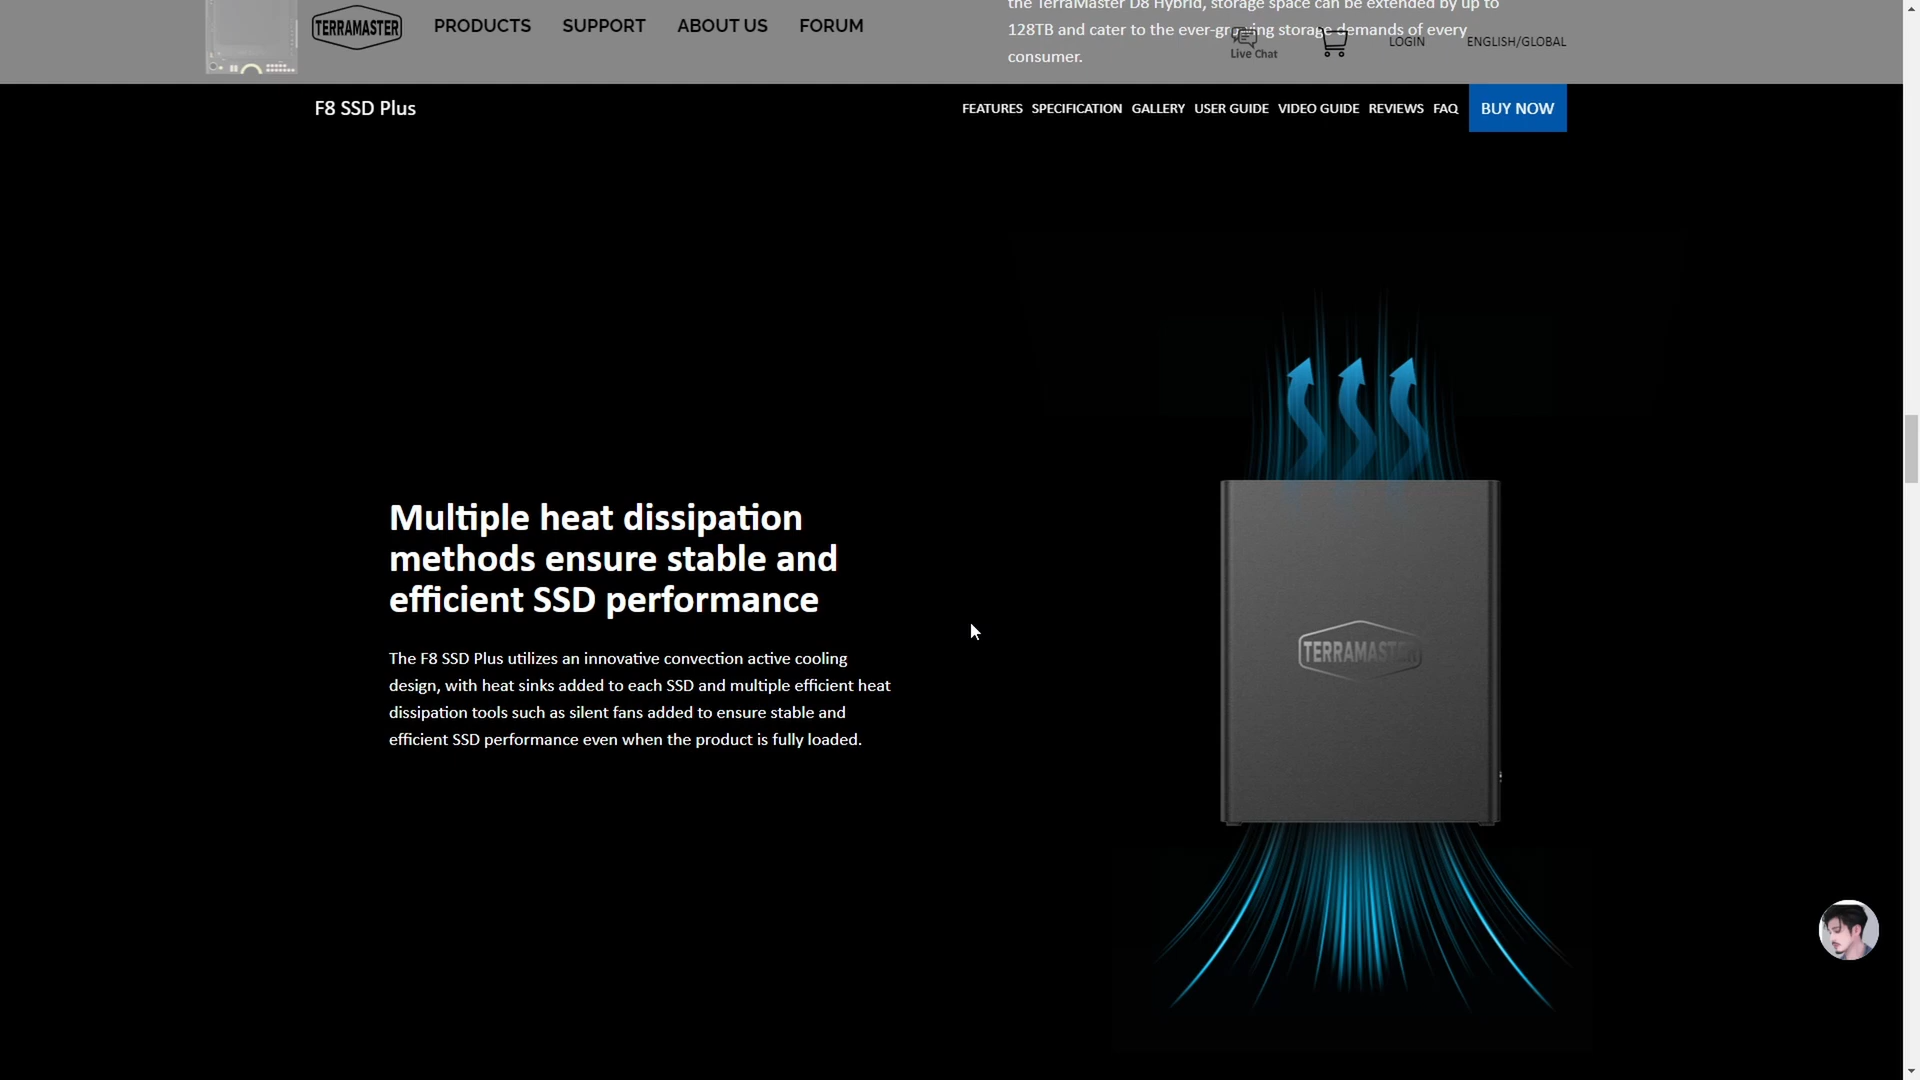 the TerraMaster D8 Hybrid, storage space can be extended by up to
128TB and cater to the ever-growing storage demands of every
consumer.
TERRAMASTER
PRODUCTS
SUPPORT
ABOUT US
FORUM
Live Chat
LOGIN
ENGLISH/GLOBAL
F8 SSD Plus
FEATURES
SPECIFICATION
GALLERY
USER GUIDE
VIDEO GUIDE
REVIEWS
FAQ
BUY NOW
Multiple heat dissipation
methods ensure stable and
efficient SSD performance
The F8 SSD Plus utilizes an innovative convection active cooling
design, with heat sinks added to each SSD and multiple efficient heat
dissipation tools such as silent fans added to ensure stable and
efficient SSD performance even when the product is fully loaded.
TERRAMASTER